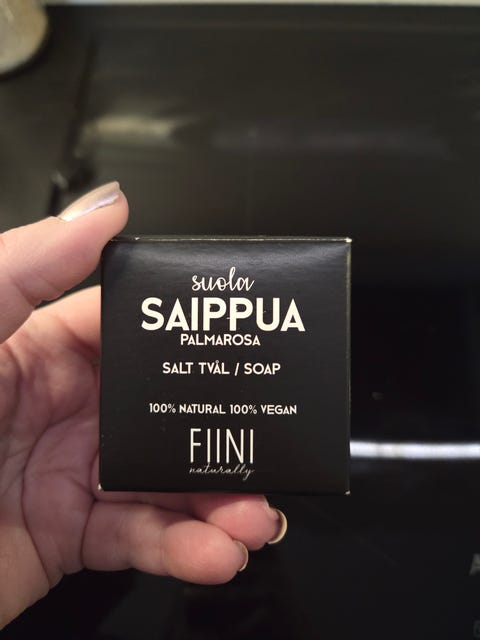 suola
SAIPPUA
PALMAROSA
SALT TVÅL / SOAP
100% NATURAL 100% VEGAN
FIINI
naturally